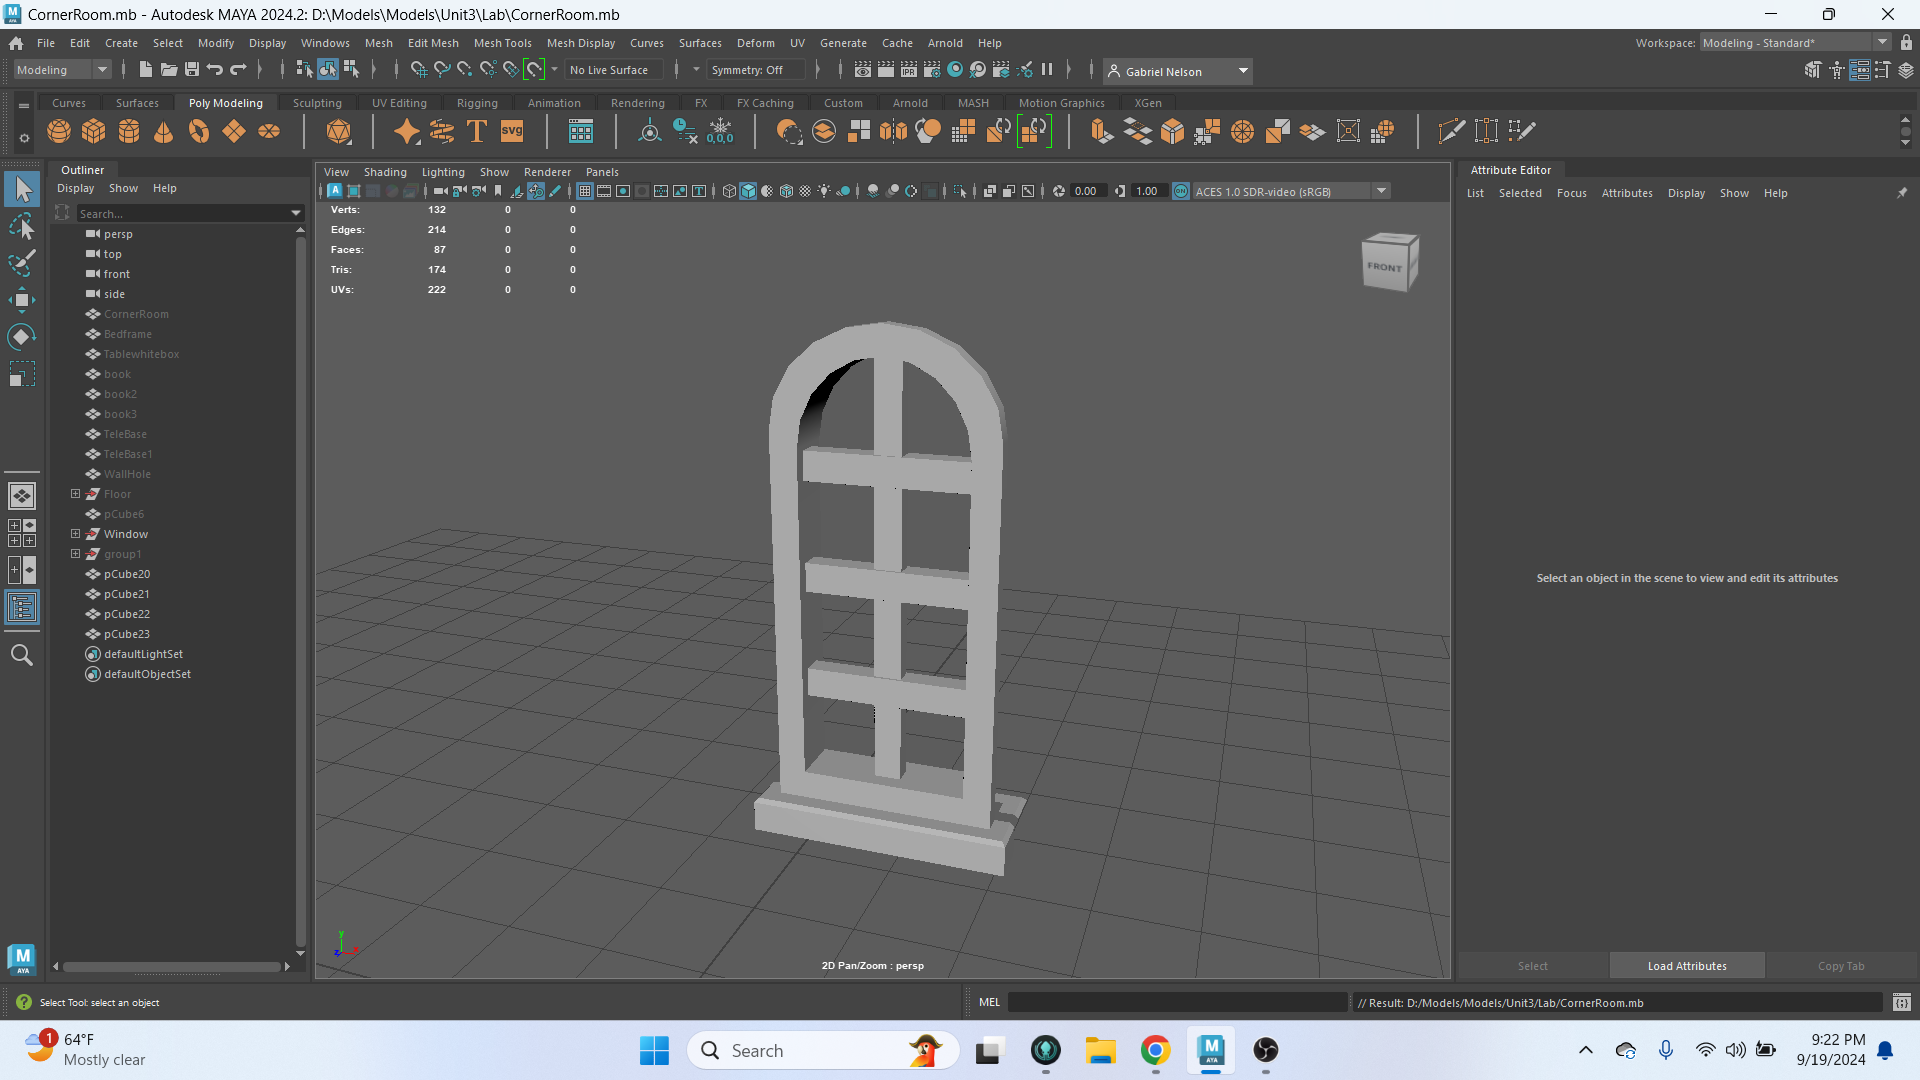 CornerRoom.mb - Autodesk MAYA 2024.2: D:\Models\Models\Unit3\Lab\CornerRoom.mb
File Edit Create Select Modify Display Windows Mesh Edit Mesh Mesh Tools Mesh Display Curves Surfaces Deform UV Generate Cache Arnold Help
Workspace: Modeling - Standard*
Modeling
No Live Surface
Symmetry: Off
IPR
Gabriel Nelson
Curves Surfaces Poly Modeling Sculpting UV Editing Rigging Animation Rendering FX FX Caching Custom Arnold MASH Motion Graphics XGen
T
SVG
0,0,0
Outliner
Display Show Help
Search...
persp
top
front
side
CornerRoom
Bedframe
Tablewhitebox
book
book2
book3
TeleBase
TeleBase1
WallHole
Floor
pCube6
Window
group1
pCube20
pCube21
pCube22
pCube23
defaultLightSet
defaultObjectSet
View Shading Lighting Show Renderer Panels
0.00
1.00
ON
ACES 1.0 SDR-video (sRGB)
Verts: 132 0 0
Edges: 214 0 0
Faces: 87 0 0
Tris: 174 0 0
UVs: 222 0 0
FRONT
y
z
x
2D Pan/Zoom : persp
Attribute Editor
List Selected Focus Attributes Display Show Help
Select an object in the scene to view and edit its attributes
Select
Load Attributes
Copy Tab
M
AYA
Select Tool: select an object
MEL
// Result: D:/Models/Models/Unit3/Lab/CornerRoom.mb
1
64°F
Mostly clear
Search
M
AYA
9:22 PM
9/19/2024